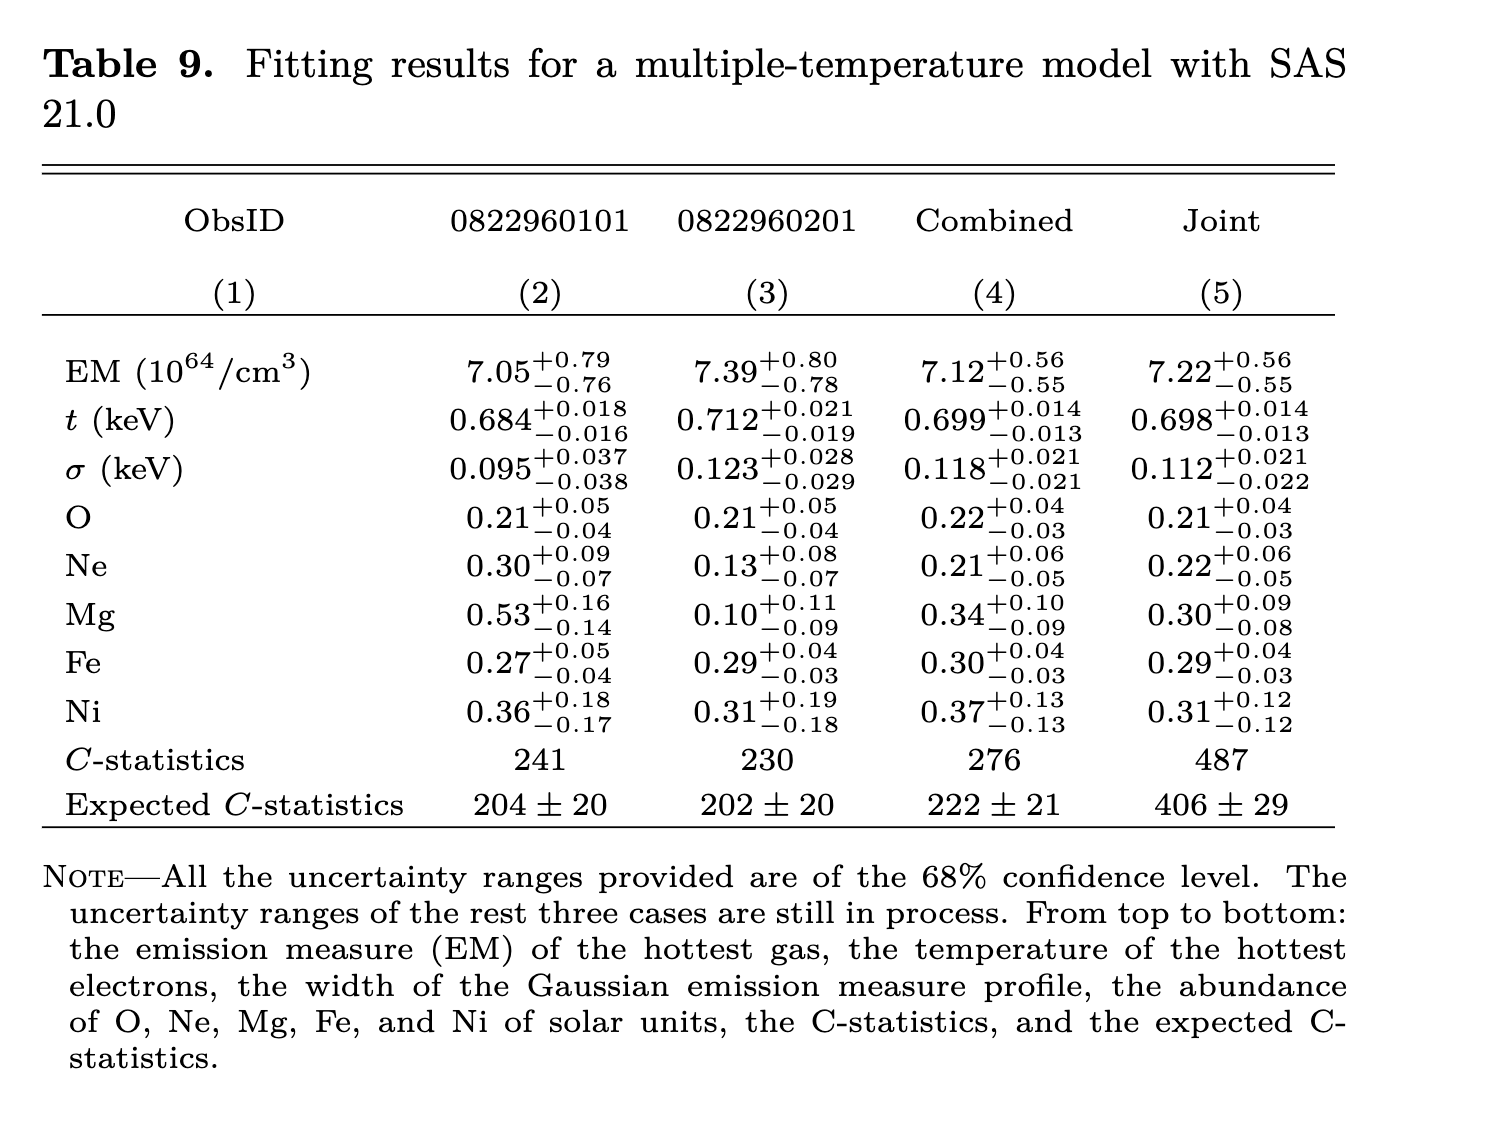 Table 9. Fitting results for a multiple-temperature model with SAS
21.0
ObsID 0822960101 0822960201 Combined Joint
(1) (2) (3) (4) (5)
EM (10^64/cm^3) 7.05^{+0.79}_{−0.76} 7.39^{+0.80}_{−0.78} 7.12^{+0.56}_{−0.55} 7.22^{+0.56}_{−0.55}
t (keV) 0.684^{+0.018}_{−0.016} 0.712^{+0.021}_{−0.019} 0.699^{+0.014}_{−0.013} 0.698^{+0.014}_{−0.013}
σ (keV) 0.095^{+0.037}_{−0.038} 0.123^{+0.028}_{−0.029} 0.118^{+0.021}_{−0.021} 0.112^{+0.021}_{−0.022}
O 0.21^{+0.05}_{−0.04} 0.21^{+0.05}_{−0.04} 0.22^{+0.04}_{−0.03} 0.21^{+0.04}_{−0.03}
Ne 0.30^{+0.09}_{−0.07} 0.13^{+0.08}_{−0.07} 0.21^{+0.06}_{−0.05} 0.22^{+0.06}_{−0.05}
Mg 0.53^{+0.16}_{−0.14} 0.10^{+0.11}_{−0.09} 0.34^{+0.10}_{−0.09} 0.30^{+0.09}_{−0.08}
Fe 0.27^{+0.05}_{−0.04} 0.29^{+0.04}_{−0.03} 0.30^{+0.04}_{−0.03} 0.29^{+0.04}_{−0.03}
Ni 0.36^{+0.18}_{−0.17} 0.31^{+0.19}_{−0.18} 0.37^{+0.13}_{−0.13} 0.31^{+0.12}_{−0.12}
C-statistics 241 230 276 487
Expected C-statistics 204 ± 20 202 ± 20 222 ± 21 406 ± 29
NOTE—All the uncertainty ranges provided are of the 68% confidence level. The
uncertainty ranges of the rest three cases are still in process. From top to bottom:
the emission measure (EM) of the hottest gas, the temperature of the hottest
electrons, the width of the Gaussian emission measure profile, the abundance
of O, Ne, Mg, Fe, and Ni of solar units, the C-statistics, and the expected C-
statistics.